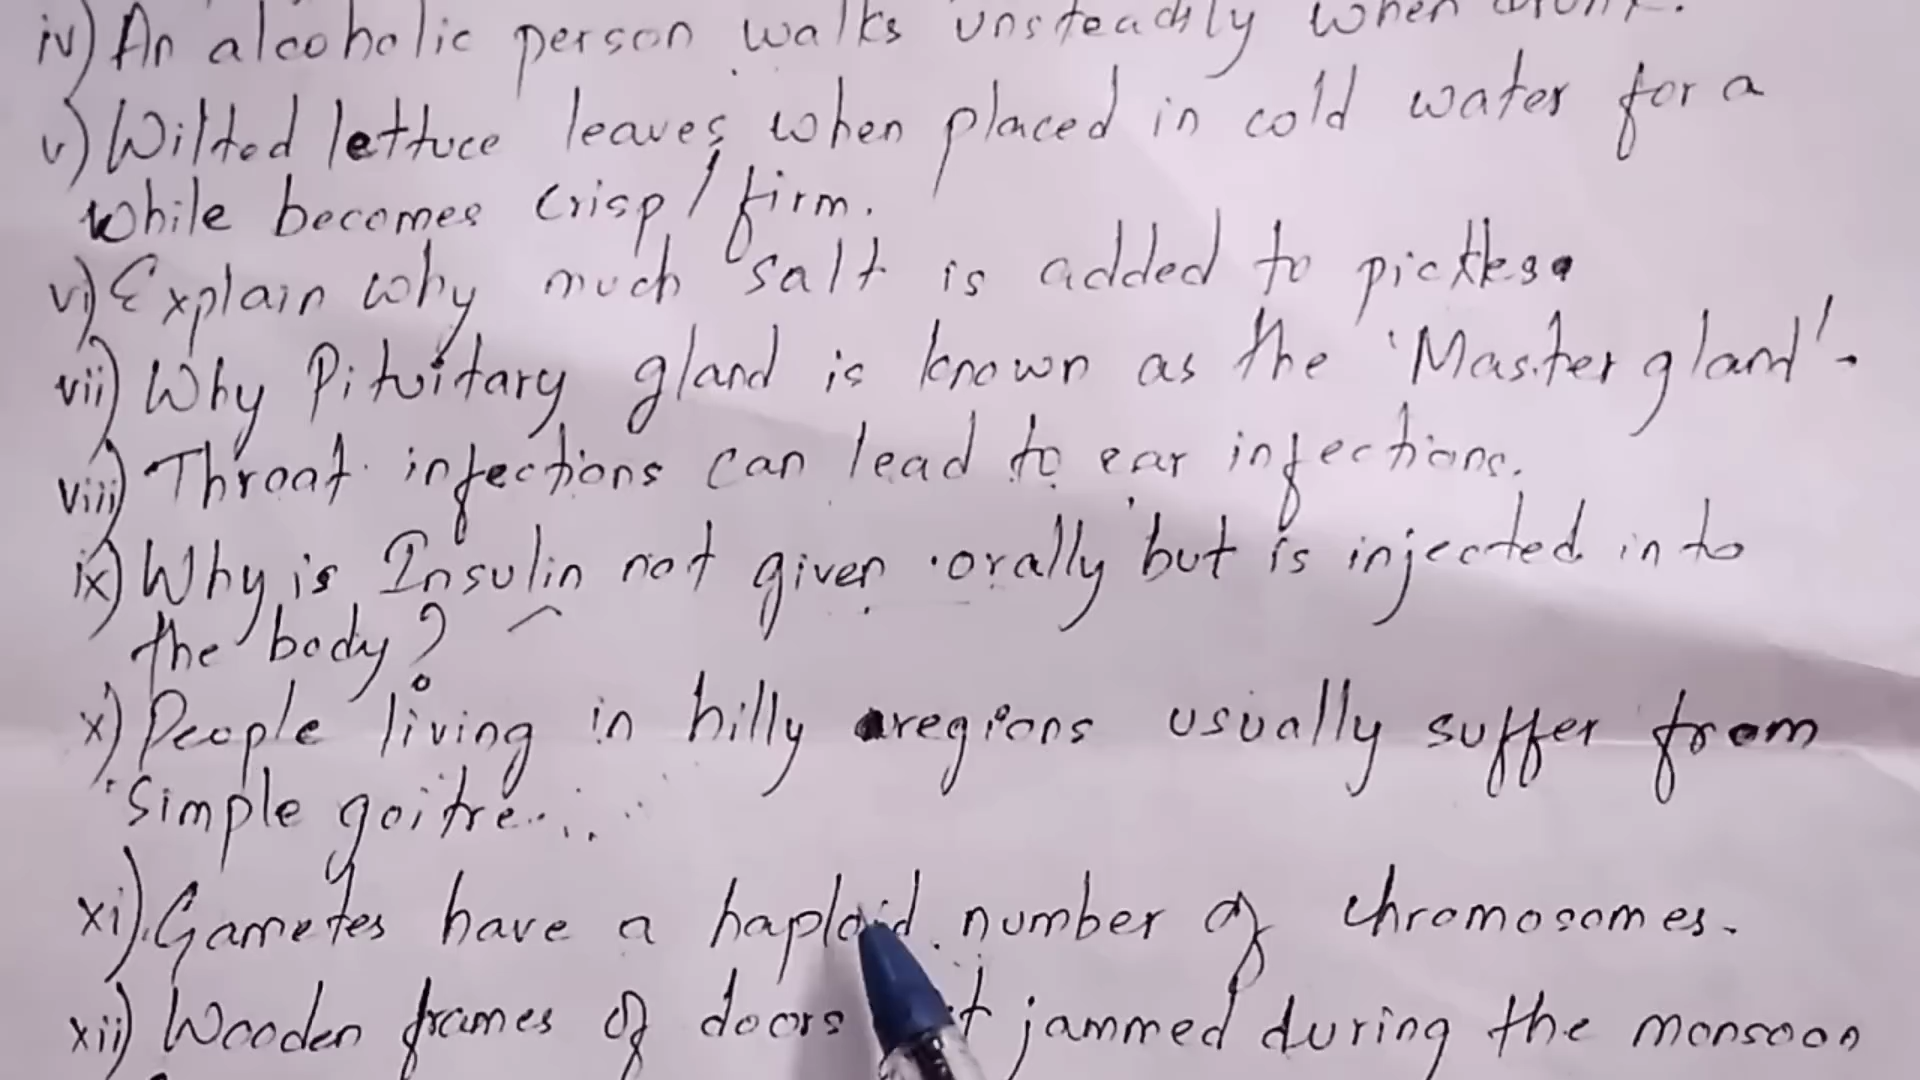 iv) An alcoholic person walks unsteadily when drunk.
v) Wilted lettuce leaves when placed in cold water for a
while becomes crisp / firm.
vi) Explain why much salt is added to pickles.
vii) Why Pituitary gland is known as the 'Master gland'.
viii) Throat infections can lead to ear infections.
ix) Why is Insulin not given orally but is injected into
the body?
x) People living in hilly regions usually suffer from
Simple goitre.
xi) Gametes have a haploid number of chromosomes.
xii) Wooden frames of doors jammed during the monsoon